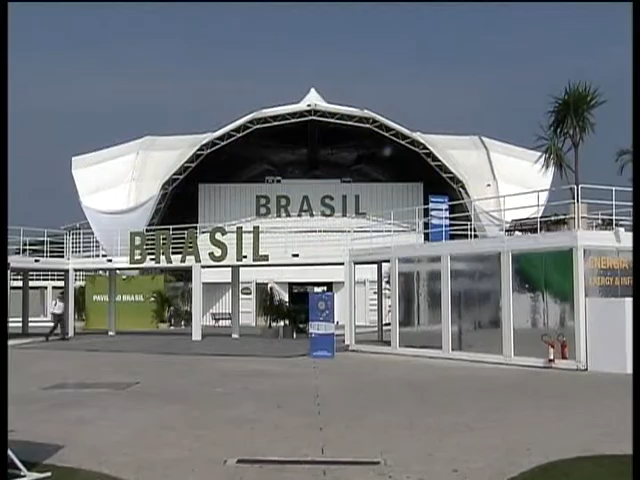 BRASIL
BRASIL
PAVILHÃO BRASIL
ENERGIA
ENERGY & INF